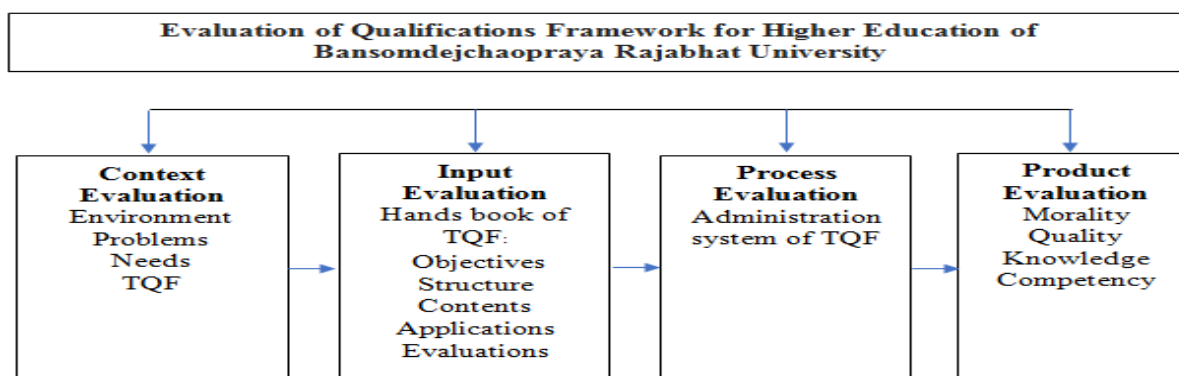 Evaluation of Qualifications Framework for Higher Education of
Bansomdejchaopraya Rajabhat University
Context
Evaluation
Environment
Problems
Needs
TQF
Input
Evaluation
Hands book of
TQF:
Objectives
Structure
Contents
Applications
Evaluations
Process
Evaluation
Administration
system of TQF
Product
Evaluation
Morality
Quality
Knowledge
Competency